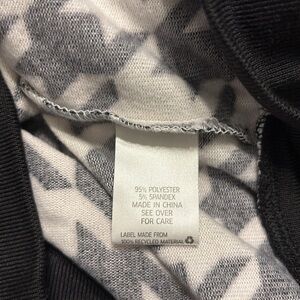 95% POLYESTER
5% SPANDEX
MADE IN CHINA
SEE OVER
FOR CARE
LABEL MADE FROM
100% RECYCLED MATERIAL